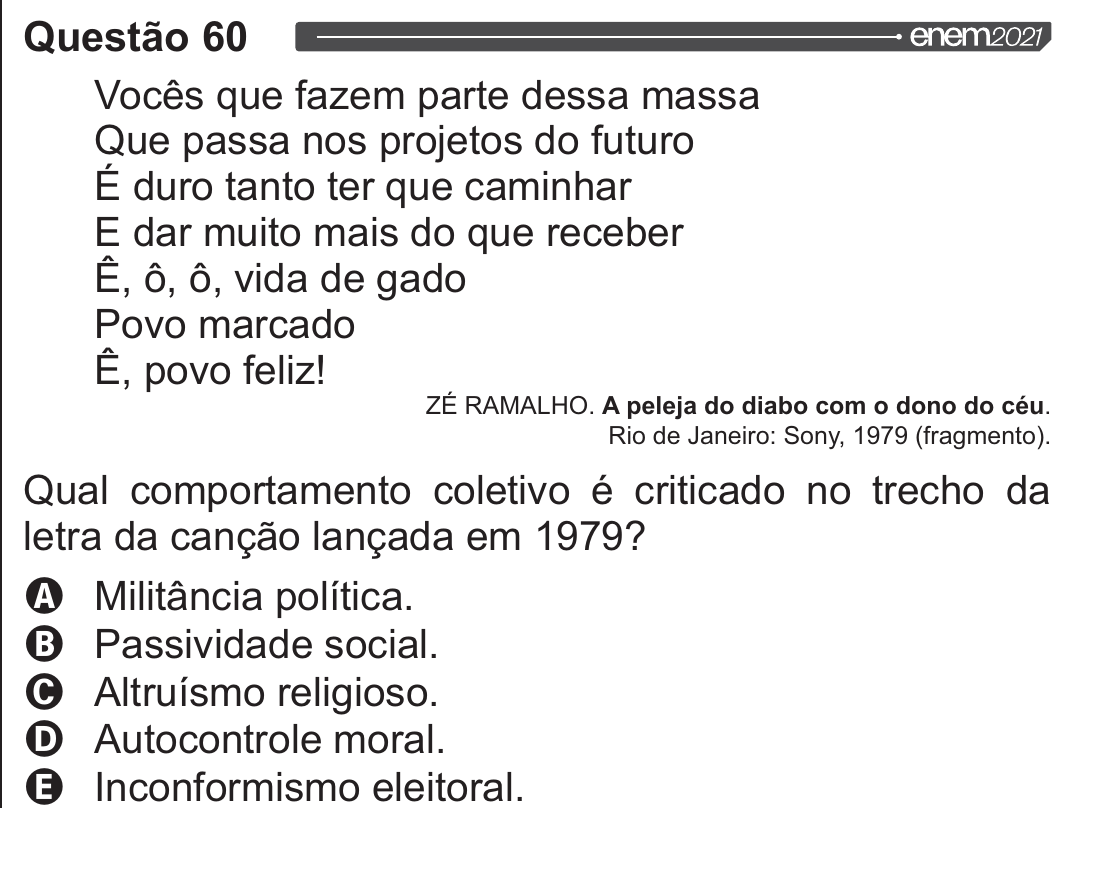 Questão 60
enem2021
Vocês que fazem parte dessa massa
Que passa nos projetos do futuro
É duro tanto ter que caminhar
E dar muito mais do que receber
Ê, ô, ô, vida de gado
Povo marcado
Ê, povo feliz!
ZÉ RAMALHO. A peleja do diabo com o dono do céu.
Rio de Janeiro: Sony, 1979 (fragmento).
Qual comportamento coletivo é criticado no trecho da
letra da canção lançada em 1979?
A Militância política.
B Passividade social.
C Altruísmo religioso.
D Autocontrole moral.
E Inconformismo eleitoral.